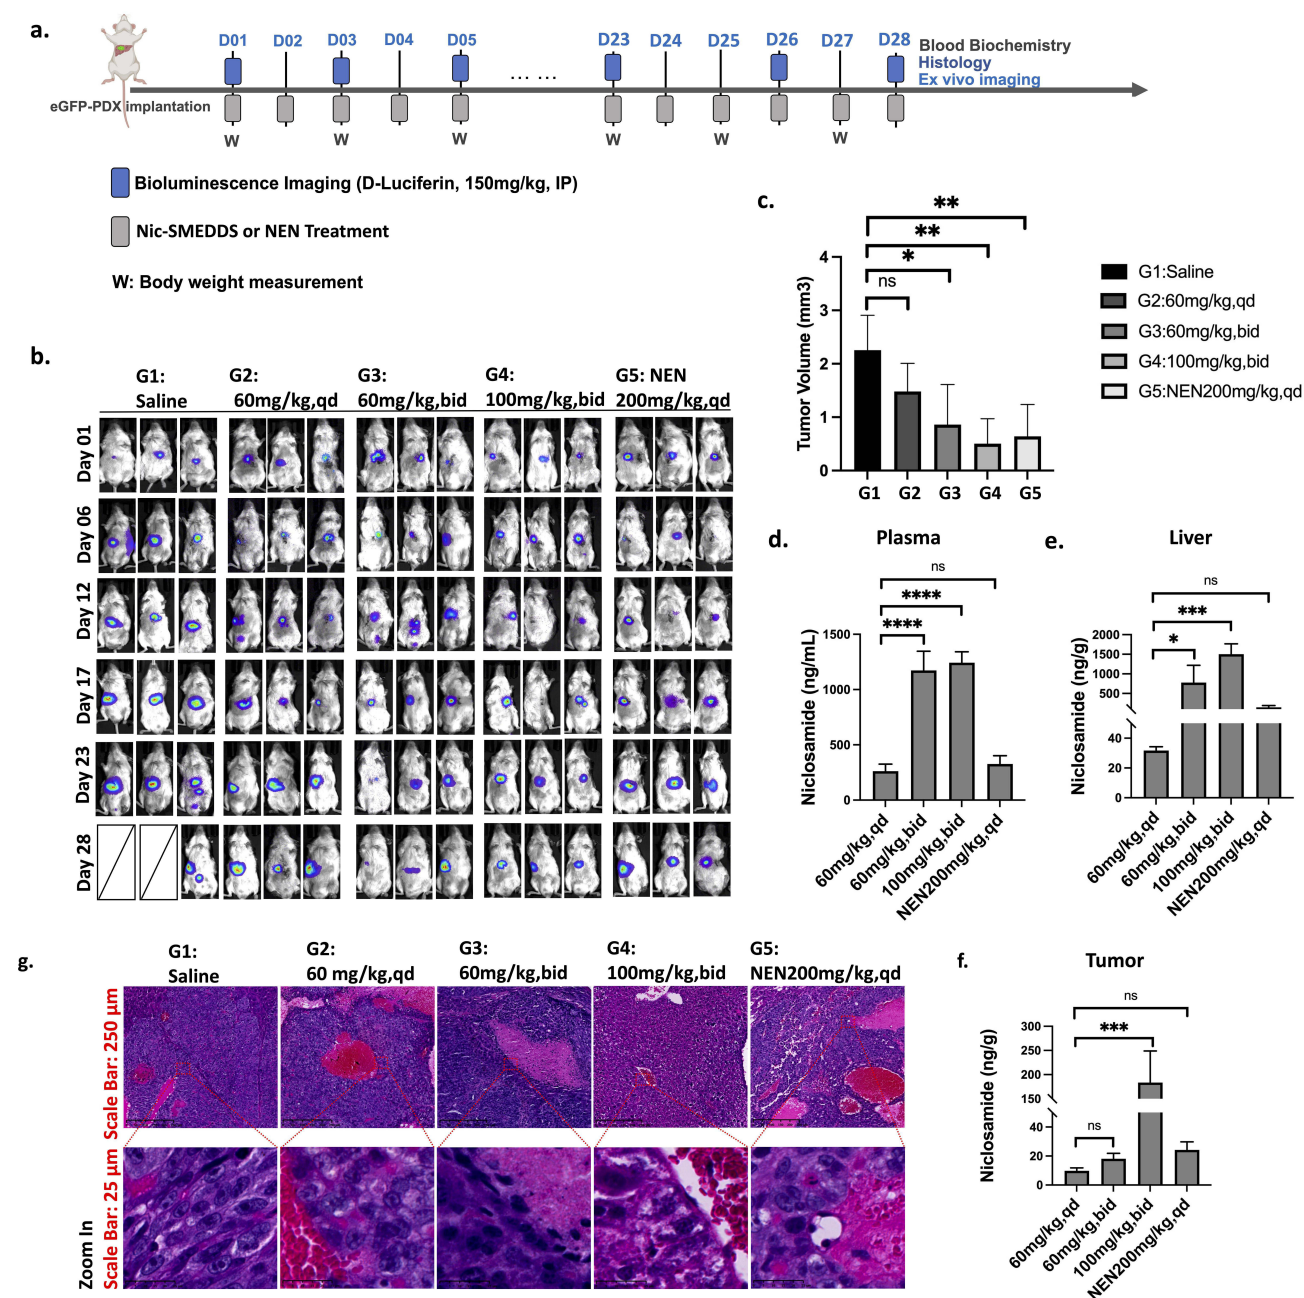 a.
D01 D02 D03 D04 D05 ... ... D23 D24 D25 D26 D27 D28
Blood Biochemistry
Histology
Ex vivo imaging
eGFP-PDX implantation
W W W W W W
Bioluminescence Imaging (D-Luciferin, 150mg/kg, IP)
Nic-SMEDDS or NEN Treatment
W: Body weight measurement
b.
G1:
Saline
G2:
60mg/kg,qd
G3:
60mg/kg,bid
G4:
100mg/kg,bid
G5: NEN
200mg/kg,qd
Day 01
Day 06
Day 12
Day 17
Day 23
Day 28
c.
**
**
*
ns
Tumor Volume (mm3)
4
3
2
1
0
G1 G2 G3 G4 G5
G1:Saline
G2:60mg/kg,qd
G3:60mg/kg,bid
G4:100mg/kg,bid
G5:NEN200mg/kg,qd
d.
Plasma
ns
****
****
Niclosamide (ng/mL)
1500
1000
500
0
60mg/kg,qd
60mg/kg,bid
100mg/kg,bid
NEN200mg/kg,qd
e.
Liver
ns
***
*
Niclosamide (ng/g)
2000
1500
1000
500
40
20
0
60mg/kg,qd
60mg/kg,bid
100mg/kg,bid
NEN200mg/kg,qd
g.
G1:
Saline
G2:
60 mg/kg,qd
G3:
60mg/kg,bid
G4:
100mg/kg,bid
G5:
NEN200mg/kg,qd
Scale Bar: 250 μm
Zoom In
Scale Bar: 25 μm
f.
Tumor
ns
***
ns
Niclosamide (ng/g)
300
250
200
150
40
20
0
60mg/kg,qd
60mg/kg,bid
100mg/kg,bid
NEN200mg/kg,qd